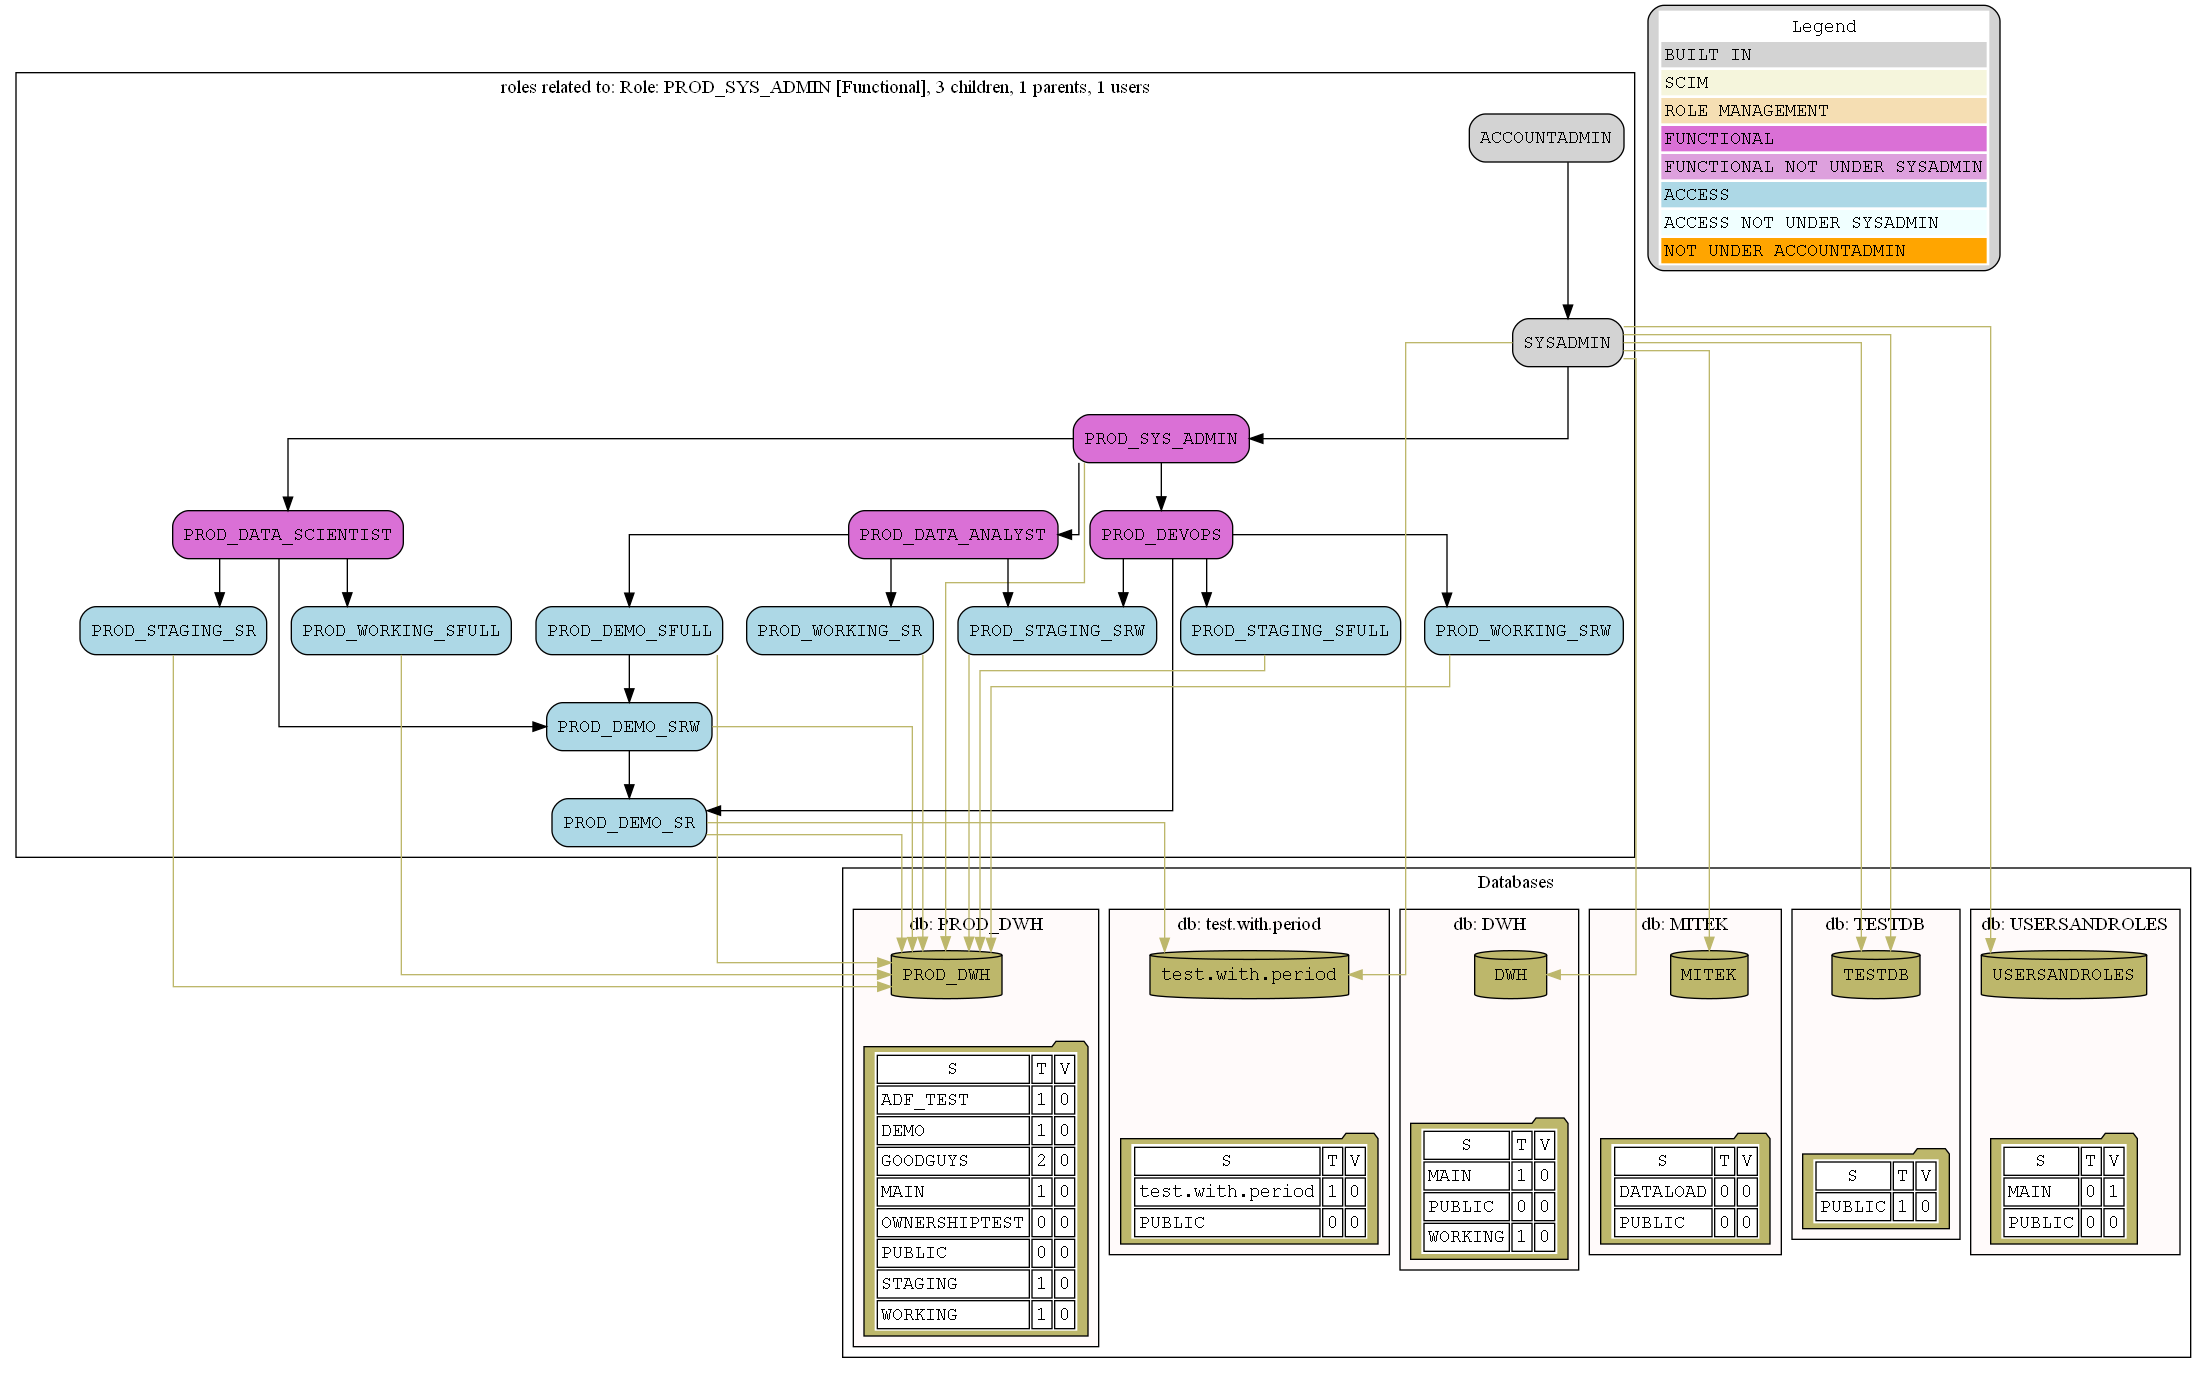 Legend
BUILT IN
SCIM
ROLE MANAGEMENT
FUNCTIONAL
FUNCTIONAL NOT UNDER SYSADMIN
ACCESS
ACCESS NOT UNDER SYSADMIN
NOT UNDER ACCOUNTADMIN
roles related to: Role: PROD_SYS_ADMIN [Functional], 3 children, 1 parents, 1 users
ACCOUNTADMIN
SYSADMIN
PROD_SYS_ADMIN
PROD_DATA_SCIENTIST
PROD_DATA_ANALYST
PROD_DEVOPS
PROD_STAGING_SR
PROD_WORKING_SFULL
PROD_DEMO_SFULL
PROD_WORKING_SR
PROD_STAGING_SRW
PROD_STAGING_SFULL
PROD_WORKING_SRW
PROD_DEMO_SRW
PROD_DEMO_SR
Databases
db: PROD_DWH
PROD_DWH
S T V
ADF_TEST 1 0
DEMO 1 0
GOODGUYS 2 0
MAIN 1 0
OWNERSHIPTEST 0 0
PUBLIC 0 0
STAGING 1 0
WORKING 1 0
db: test.with.period
test.with.period
S T V
test.with.period 1 0
PUBLIC 0 0
db: DWH
DWH
S T V
MAIN 1 0
PUBLIC 0 0
WORKING 1 0
db: MITEK
MITEK
S T V
DATALOAD 0 0
PUBLIC 0 0
db: TESTDB
TESTDB
S T V
PUBLIC 1 0
db: USERSANDROLES
USERSANDROLES
S T V
MAIN 0 1
PUBLIC 0 0